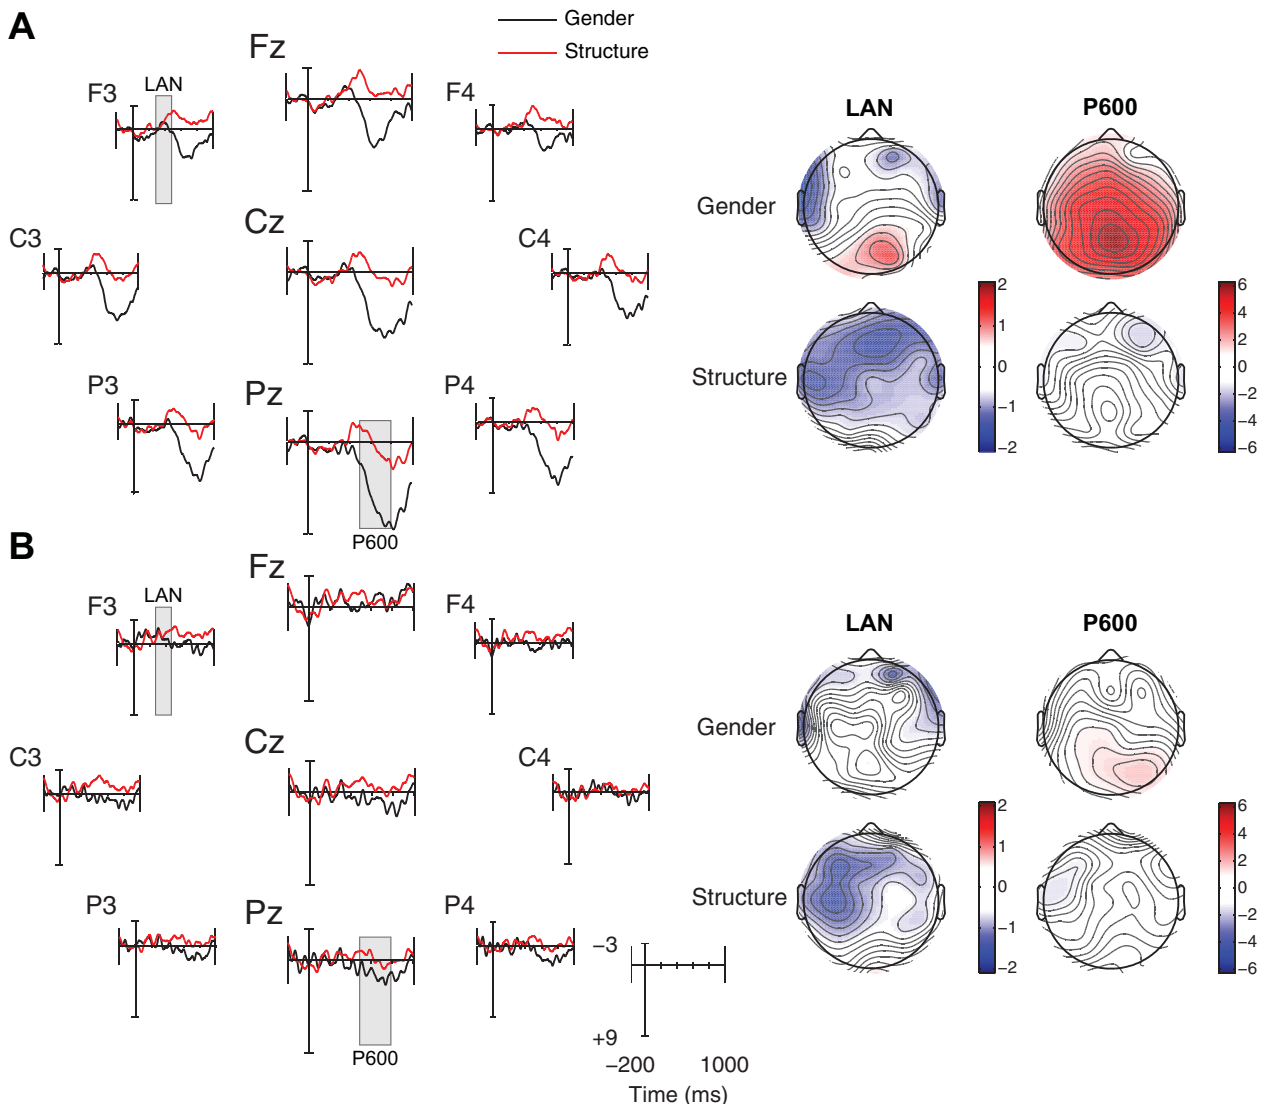 A
Gender
Structure
Fz
F3
LAN
F4
C3
Cz
C4
P3
Pz
P4
P600
LAN
P600
Gender
Structure
2
1
0
−1
−2
6
4
2
0
−2
−4
−6
B
Fz
F3
LAN
F4
C3
Cz
C4
P3
Pz
P4
P600
−3
+9
−200
1000
Time (ms)
LAN
P600
Gender
Structure
2
1
0
−1
−2
6
4
2
0
−2
−4
−6